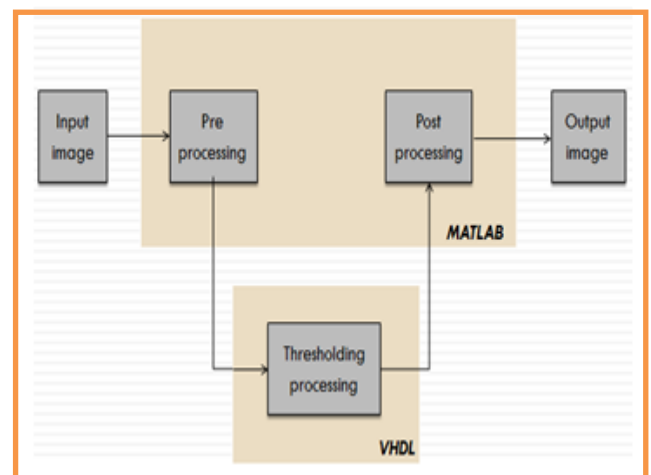 Input
image
Pre
processing
Post
processing
Output
image
MATLAB
Thresholding
processing
VHDL